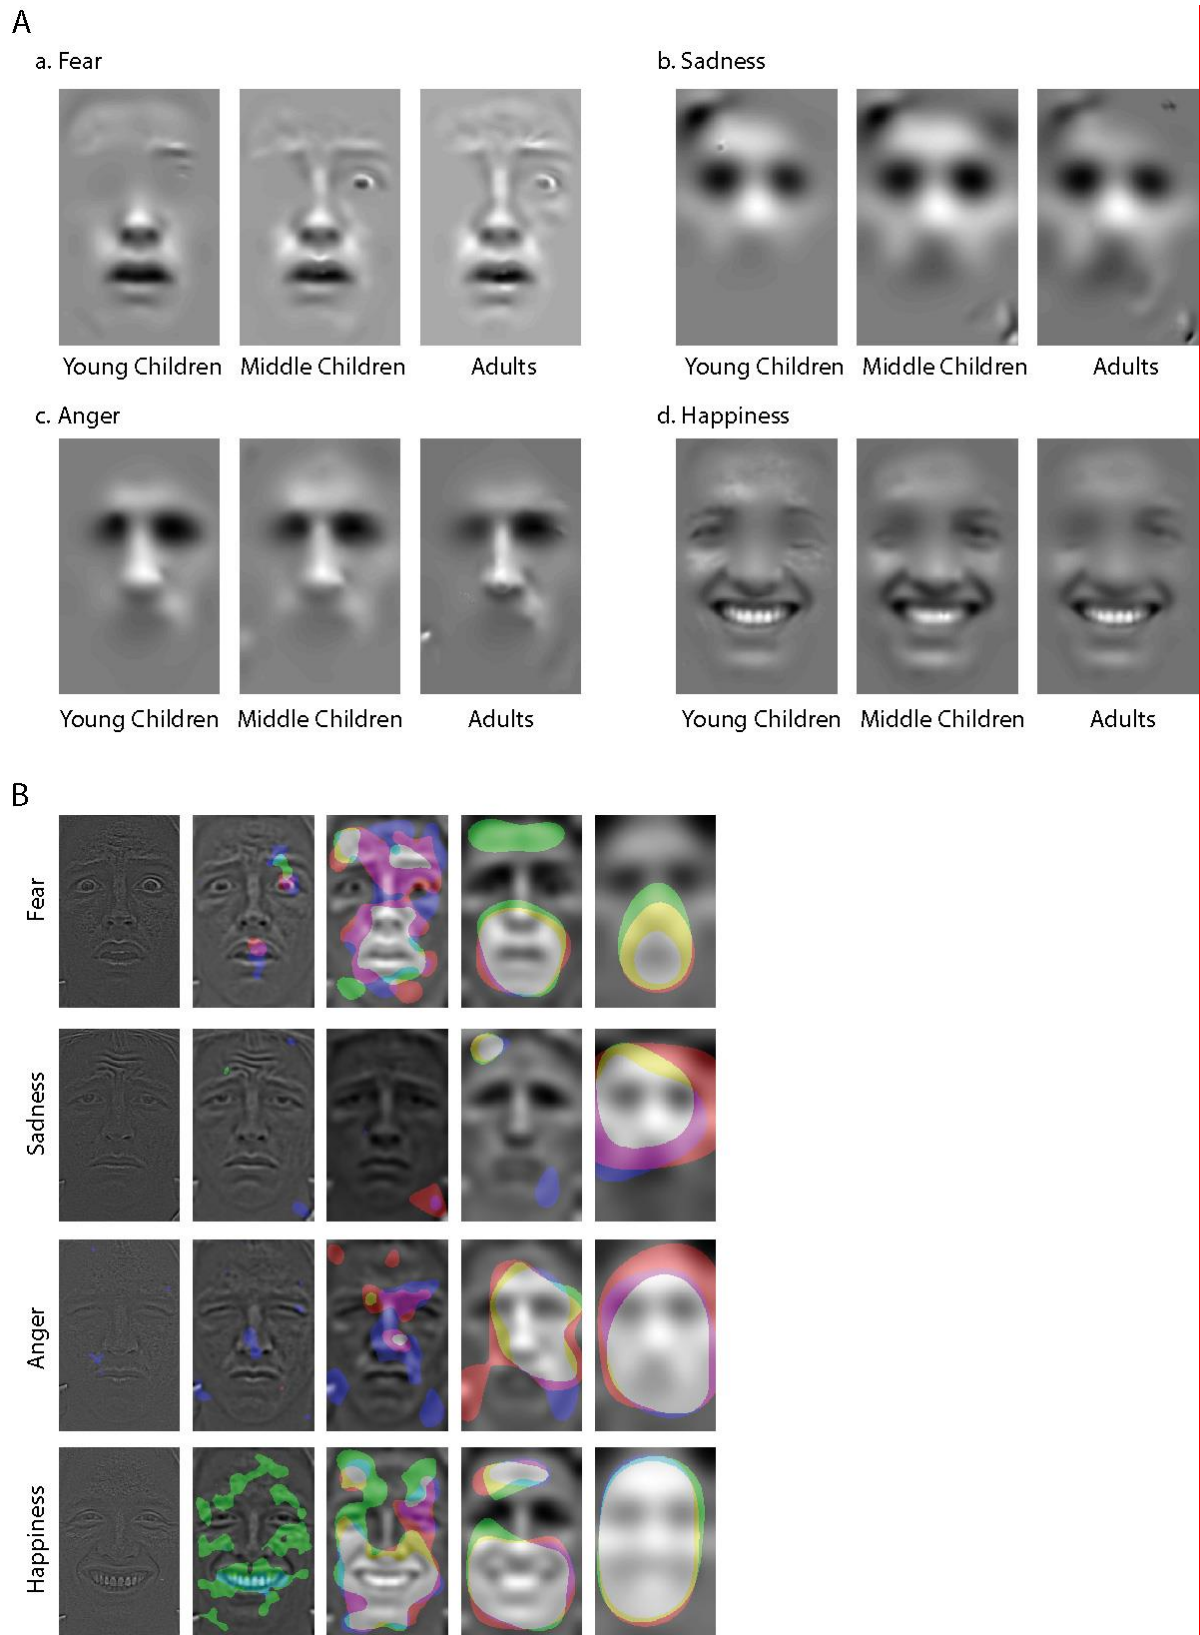 A
a. Fear
b. Sadness
Young Children Middle Children Adults
Young Children Middle Children Adults
c. Anger
d. Happiness
Young Children Middle Children Adults
Young Children Middle Children Adults
B
Fear
Sadness
Anger
Happiness